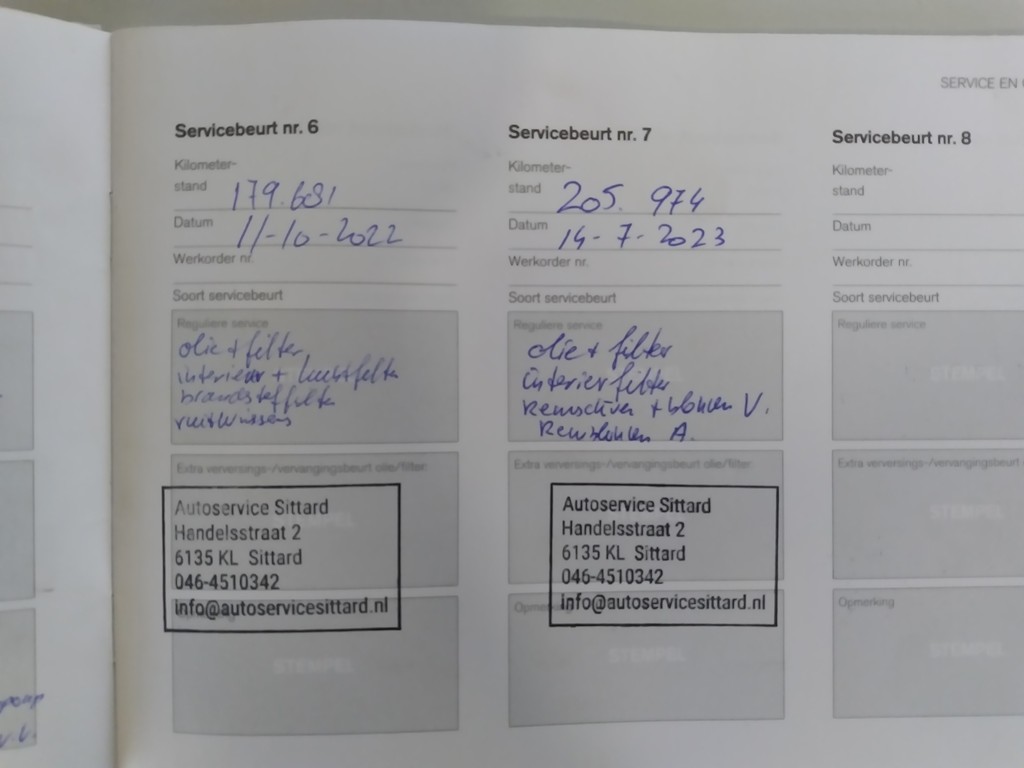 SERVICE EN
Servicebeurt nr. 6
Kilometer-
stand 179.681
Datum 11-10-2022
Werkorder nr.
Soort servicebeurt
Reguliere service
olie + filter
interieur + luchtfilter
brandstoffilter
ruitwissers
Extra verversings-/vervangingsbeurt olie/filter
STEMPEL
Autoservice Sittard
Handelsstraat 2
6135 KL Sittard
046-4510342
info@autoservicesittard.nl
STEMPEL
Servicebeurt nr. 7
Kilometer-
stand 205.974
Datum 14-7-2023
Werkorder nr.
Soort servicebeurt
Reguliere service
olie + filter
interieurfilter
Remschijven + blokken V.
Remblokken A.
Extra verversings-/vervangingsbeurt olie/filter
Autoservice Sittard
Handelsstraat 2
6135 KL Sittard
046-4510342
info@autoservicesittard.nl
STEMPEL
Servicebeurt nr. 8
Kilometer-
stand
Datum
Werkorder nr.
Soort servicebeurt
Reguliere service
STEMPEL
Extra verversings-/vervangingsbeurt
STEMPEL
Opmerking
STEMPEL